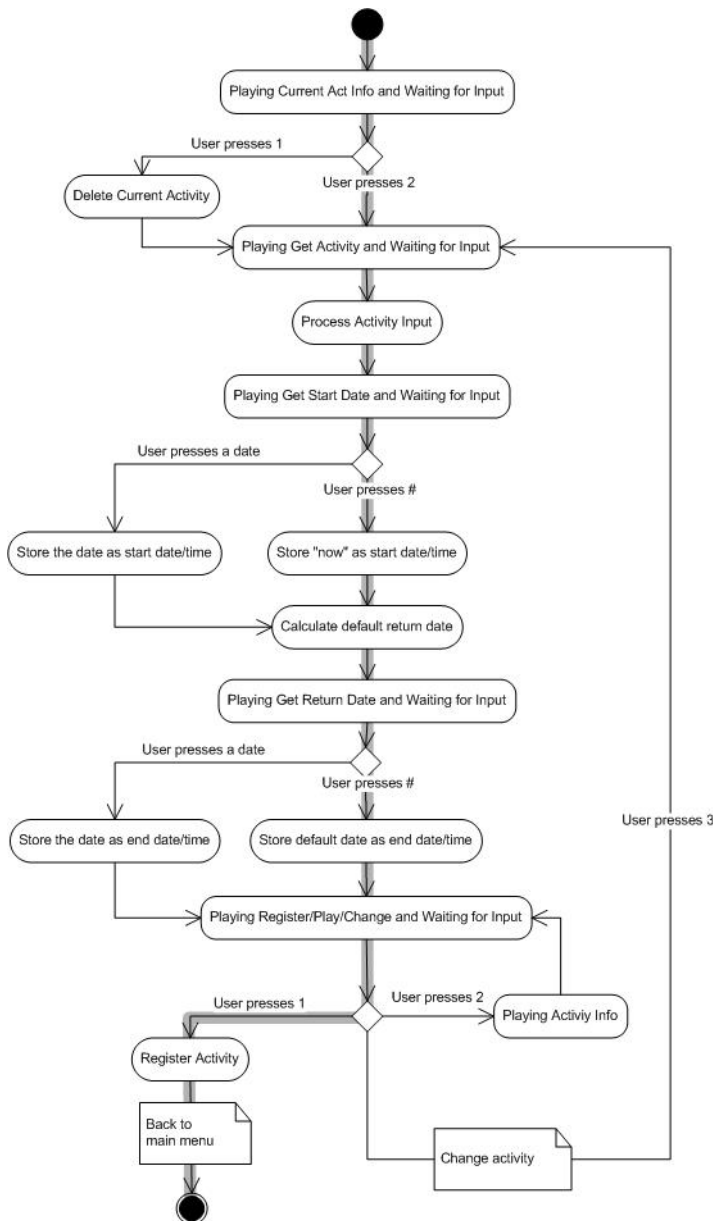 Playing Current Act Info and Waiting for Input
User presses 1
User presses 2
Delete Current Activity
Playing Get Activity and Waiting for Input
Process Activity Input
Playing Get Start Date and Waiting for Input
User presses a date
User presses #
Store the date as start date/time
Store "now" as start date/time
Calculate default return date
Playing Get Return Date and Waiting for Input
User presses a date
User presses #
User presses 3
Store the date as end date/time
Store default date as end date/time
Playing Register/Play/Change and Waiting for Input
User presses 1
User presses 2
Playing Activiy Info
Register Activity
Back to
main menu
Change activity